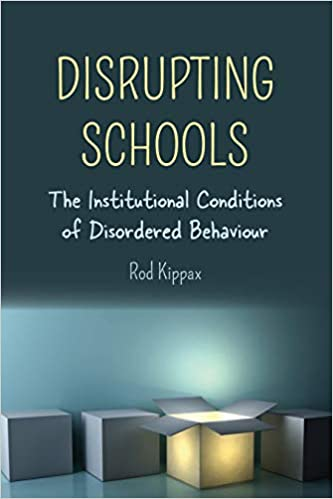 DISRUPTING
SCHOOLS
The Institutional Conditions
of Disordered Behaviour
Rod Kippax